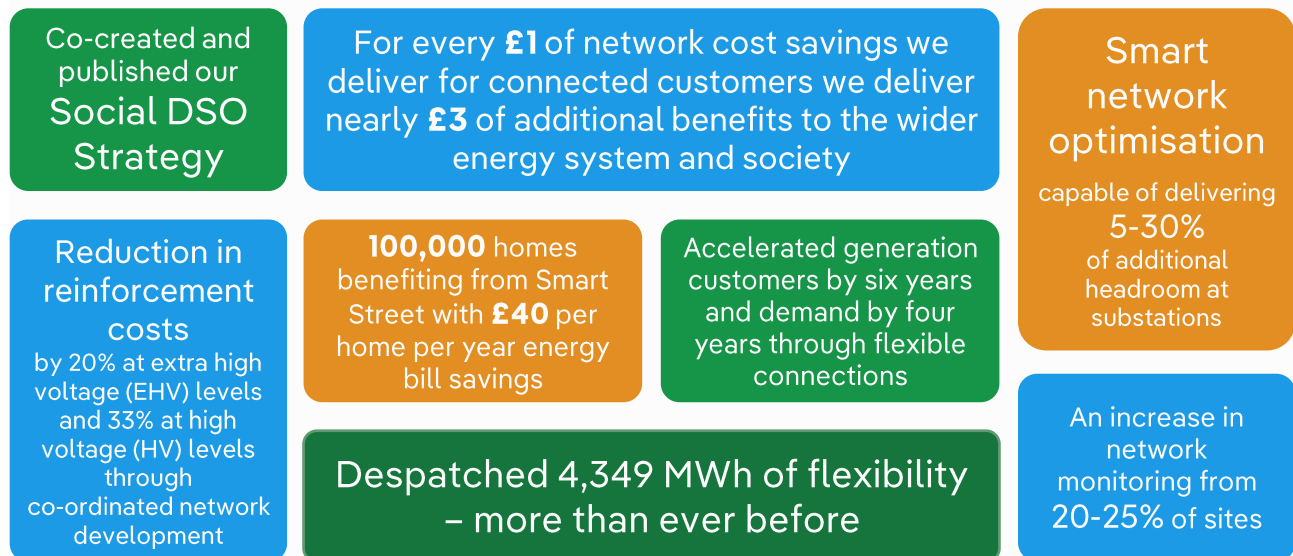 Co-created and
published our
Social DSO
Strategy
For every £1 of network cost savings we
deliver for connected customers we deliver
nearly £3 of additional benefits to the wider
energy system and society
Smart
network
optimisation
capable of delivering
5-30%
of additional
headroom at
substations
Reduction in
reinforcement
costs
by 20% at extra high
voltage (EHV) levels
and 33% at high
voltage (HV) levels
through
co-ordinated network
development
100,000 homes
benefiting from Smart
Street with £40 per
home per year energy
bill savings
Accelerated generation
customers by six years
and demand by four
years through flexible
connections
Despatched 4,349 MWh of flexibility
– more than ever before
An increase in
network
monitoring from
20-25% of sites